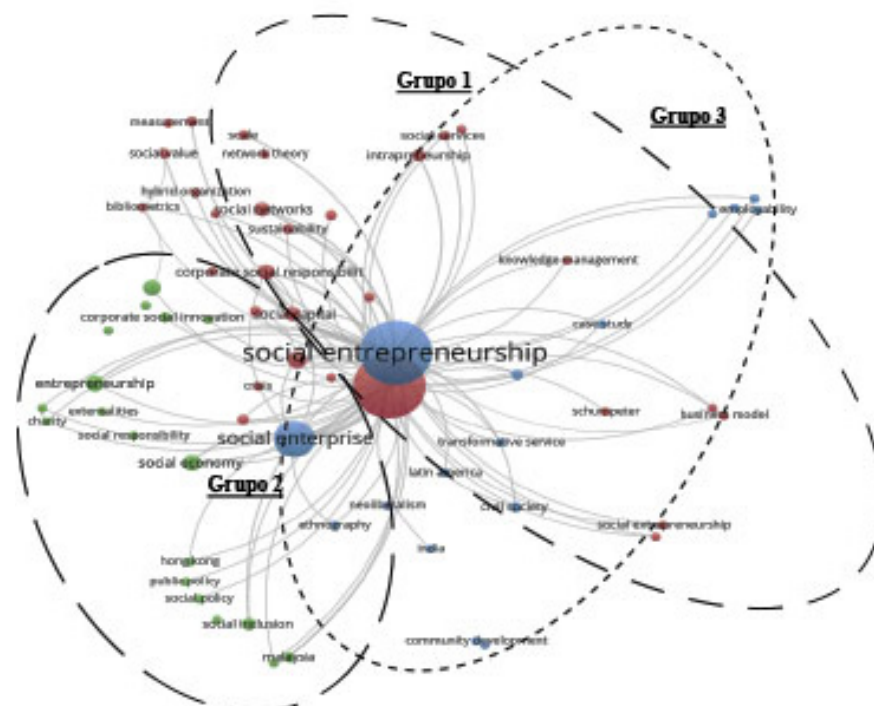 Grupo 1
Grupo 3
measurement
scale
social services
social value
network theory
intrapreneurship
hybrid organization
bibliometrics
social networks
employability
sustainability
knowledge management
corporate social responsibili
corporate social innovation
social capital
case study
social entrepreneurship
entrepreneurship
crisis
externalities
charity
schumpeter
business model
social responsibility
social enterprise
transformative service
social economy
latin america
Grupo 2
neoliberalism
civil society
ethnography
social entrepreneurship
india
hong kong
public policy
social policy
social inclusion
community development
malaysia